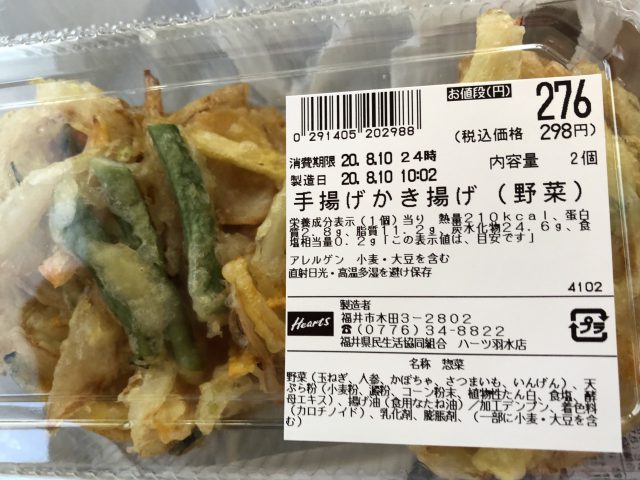 お値段(円) 276
(税込価格 298円)
0 291405 202988
消費期限 20.8.10 24時
内容量 2個
製造日 20.8.10 10:02
手揚げかき揚げ(野菜)
栄養成分表示(1個)当り 熱量210kcal、蛋白
質2.8g、脂質11.2g、炭水化物24.6g、食
塩相当量0.2g「この表示値は、目安です」
アレルゲン 小麦・大豆を含む
直射日光・高温多湿を避け保存
4102
Hearts
製造者
福井市木田3-2802
☎(0776)34-8822
福井県民生活協同組合 ハーツ羽水店
プラ
名称 惣菜
野菜(玉ねぎ、人参、かぼちゃ、さつまいも、いんげん)、天
ぷら粉(小麦粉、澱粉、コーン粉末、植物性たん白、食塩、酵
母エキス)、揚げ油(食用なたね油)/加工デンプン、着色料
(カロチノイド)、乳化剤、膨脹剤、(一部に小麦・大豆を含
む)